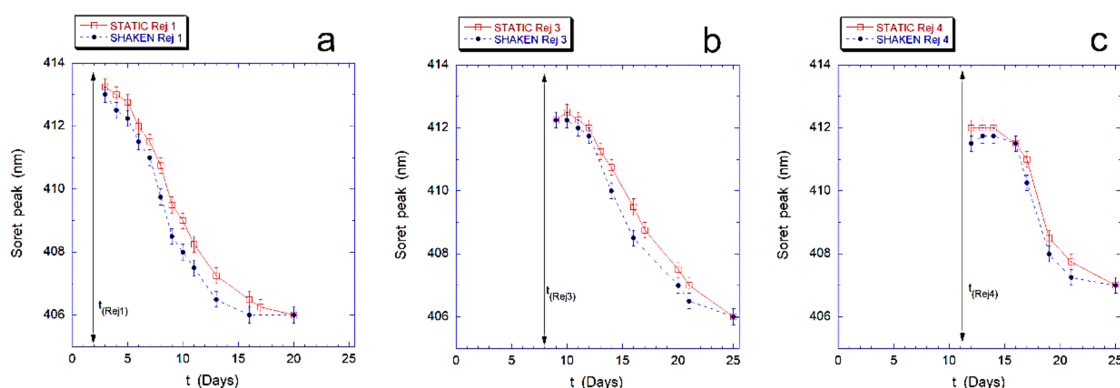 STATIC Rej 1
SHAKEN Rej 1
a
414
412
410
408
406
Soret peak (nm)
t(Rej1)
0
5
10
15
20
25
t (Days)
STATIC Rej 3
SHAKEN Rej 3
b
414
412
410
408
406
Soret peak (nm)
t(Rej3)
0
5
10
15
20
25
t (Days)
STATIC Rej 4
SHAKEN Rej 4
c
414
412
410
408
406
Soret peak (nm)
t(Rej4)
0
5
10
15
20
25
t (Days)